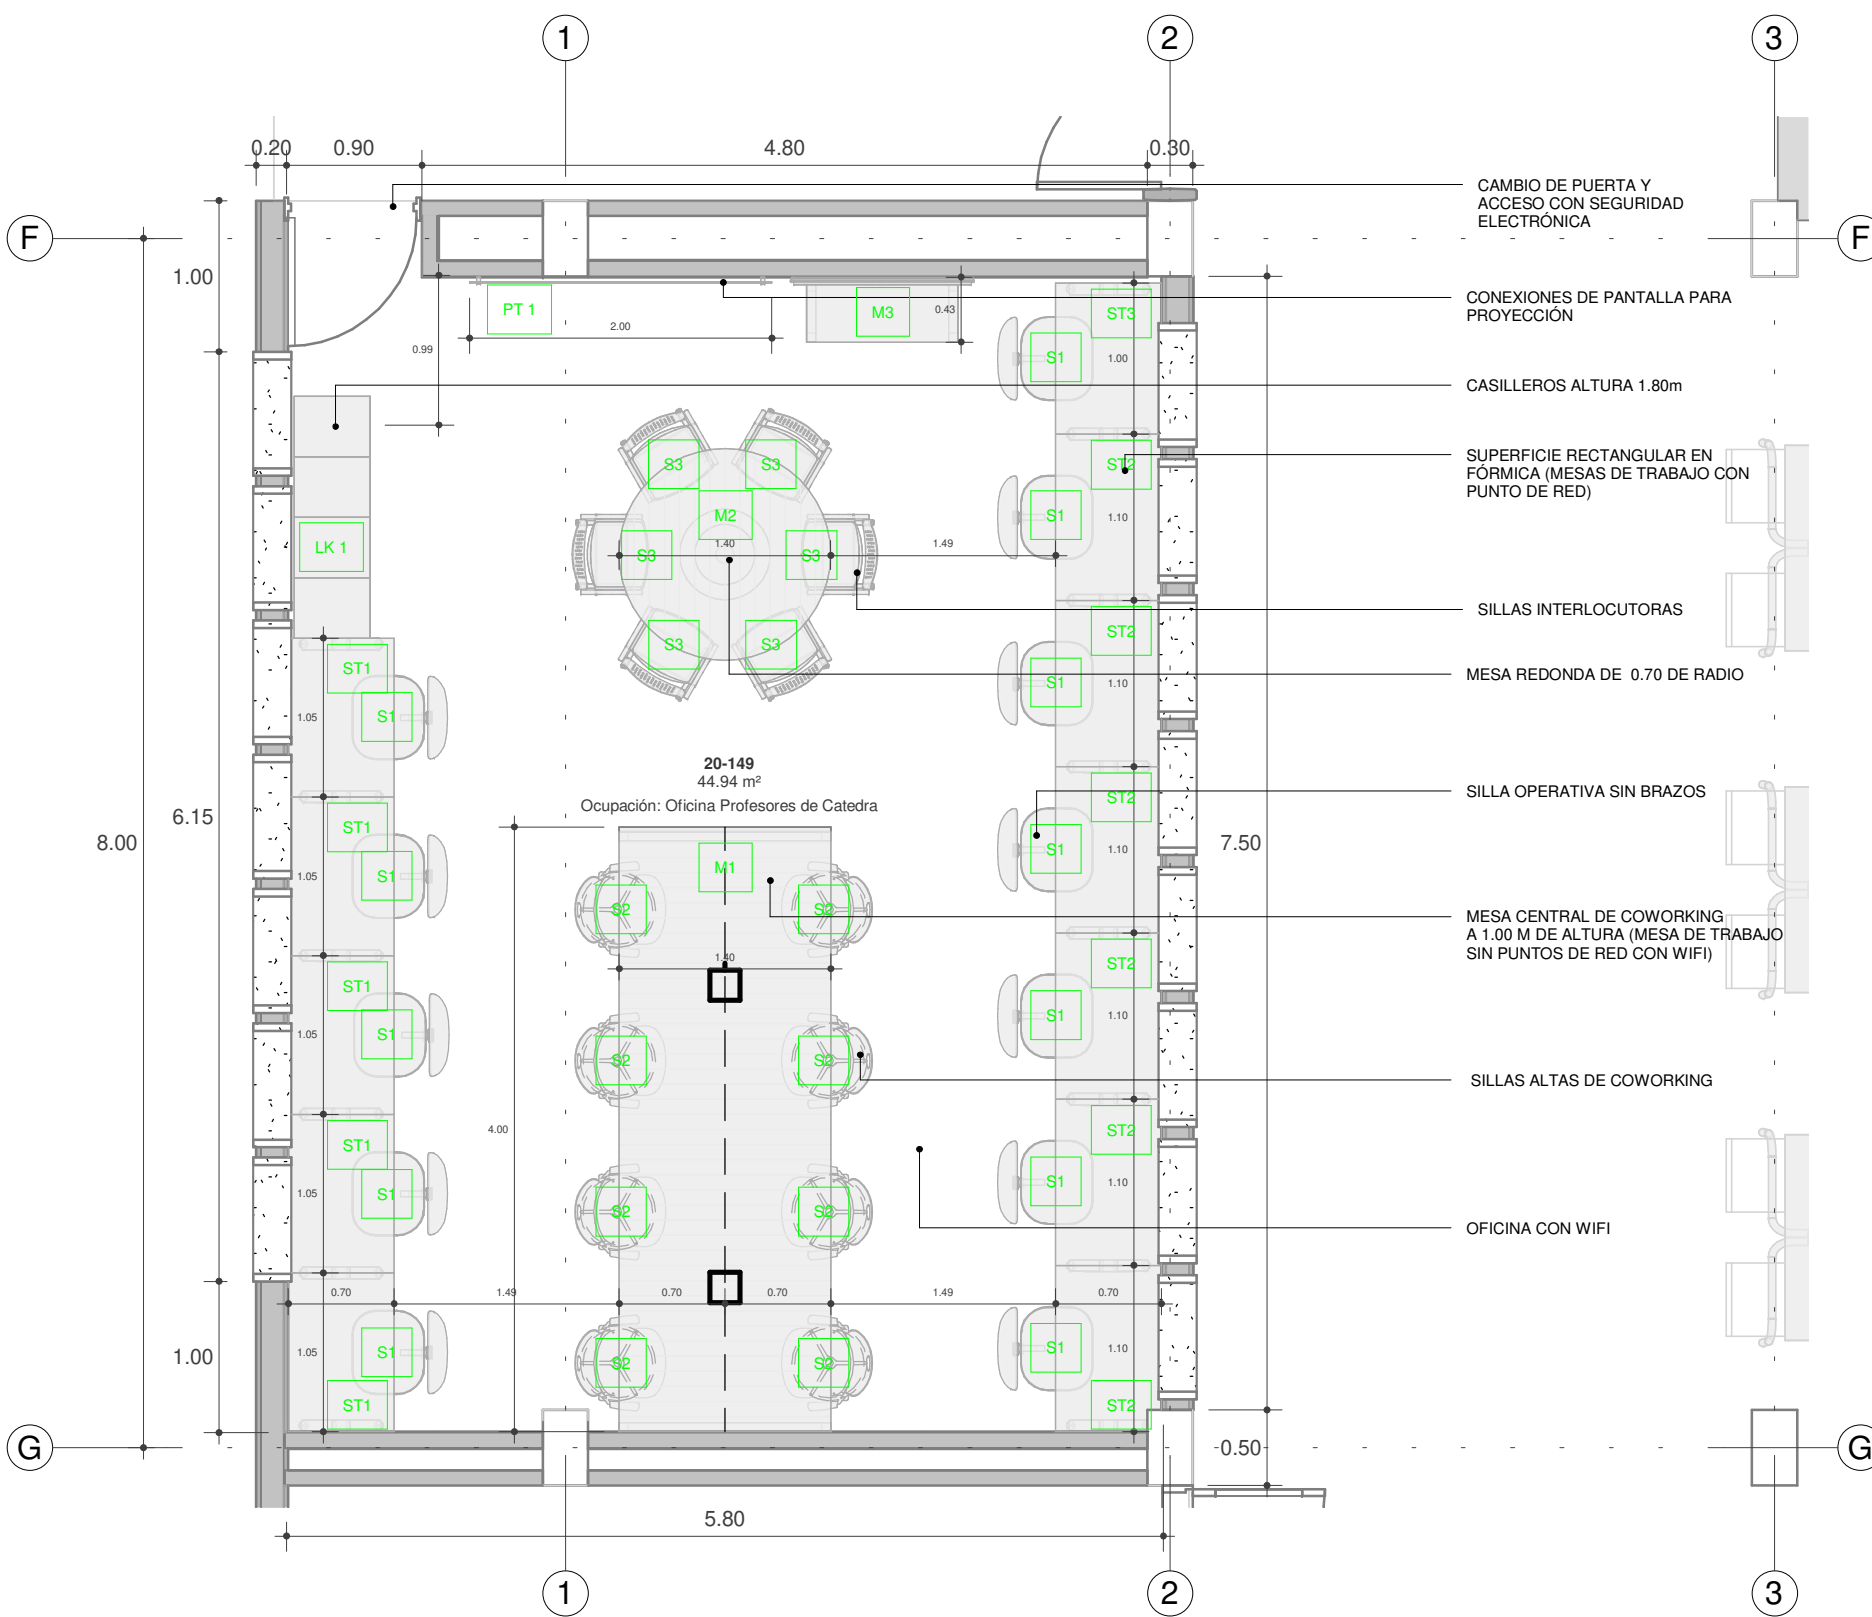 1
2
3
0.20
0.90
4.80
0.30
CAMBIO DE PUERTA Y
ACCESO CON SEGURIDAD
ELECTRÓNICA
F
F
1.00
PT 1
M3
0.43
ST3
CONEXIONES DE PANTALLA PARA
PROYECCIÓN
2.00
0.99
S1
1.00
CASILLEROS ALTURA 1.80m
S3
S3
ST2
SUPERFICIE RECTANGULAR EN
FÓRMICA (MESAS DE TRABAJO CON
PUNTO DE RED)
M2
S1
1.10
LK 1
S3
1.40
S3
1.49
SILLAS INTERLOCUTORAS
S3
S3
ST2
ST1
S1
1.10
MESA REDONDA DE  0.70 DE RADIO
1.05
S1
20-149
44.94 m²
Ocupación: Oficina Profesores de Catedra
ST2
SILLA OPERATIVA SIN BRAZOS
6.15
8.00
ST1
S1
1.10
7.50
1.05
S1
M1
S2
S2
MESA CENTRAL DE COWORKING
A 1.00 M DE ALTURA (MESA DE TRABAJO
SIN PUNTOS DE RED CON WIFI)
1.40
ST2
ST1
S1
1.10
1.05
S1
S2
S2
SILLAS ALTAS DE COWORKING
4.00
ST2
ST1
S1
1.10
1.05
S1
S2
S2
OFICINA CON WIFI
0.70
1.49
0.70
0.70
1.49
0.70
1.00
1.05
S1
S2
S2
S1
1.10
ST1
ST2
G
0.50
G
5.80
1
2
3